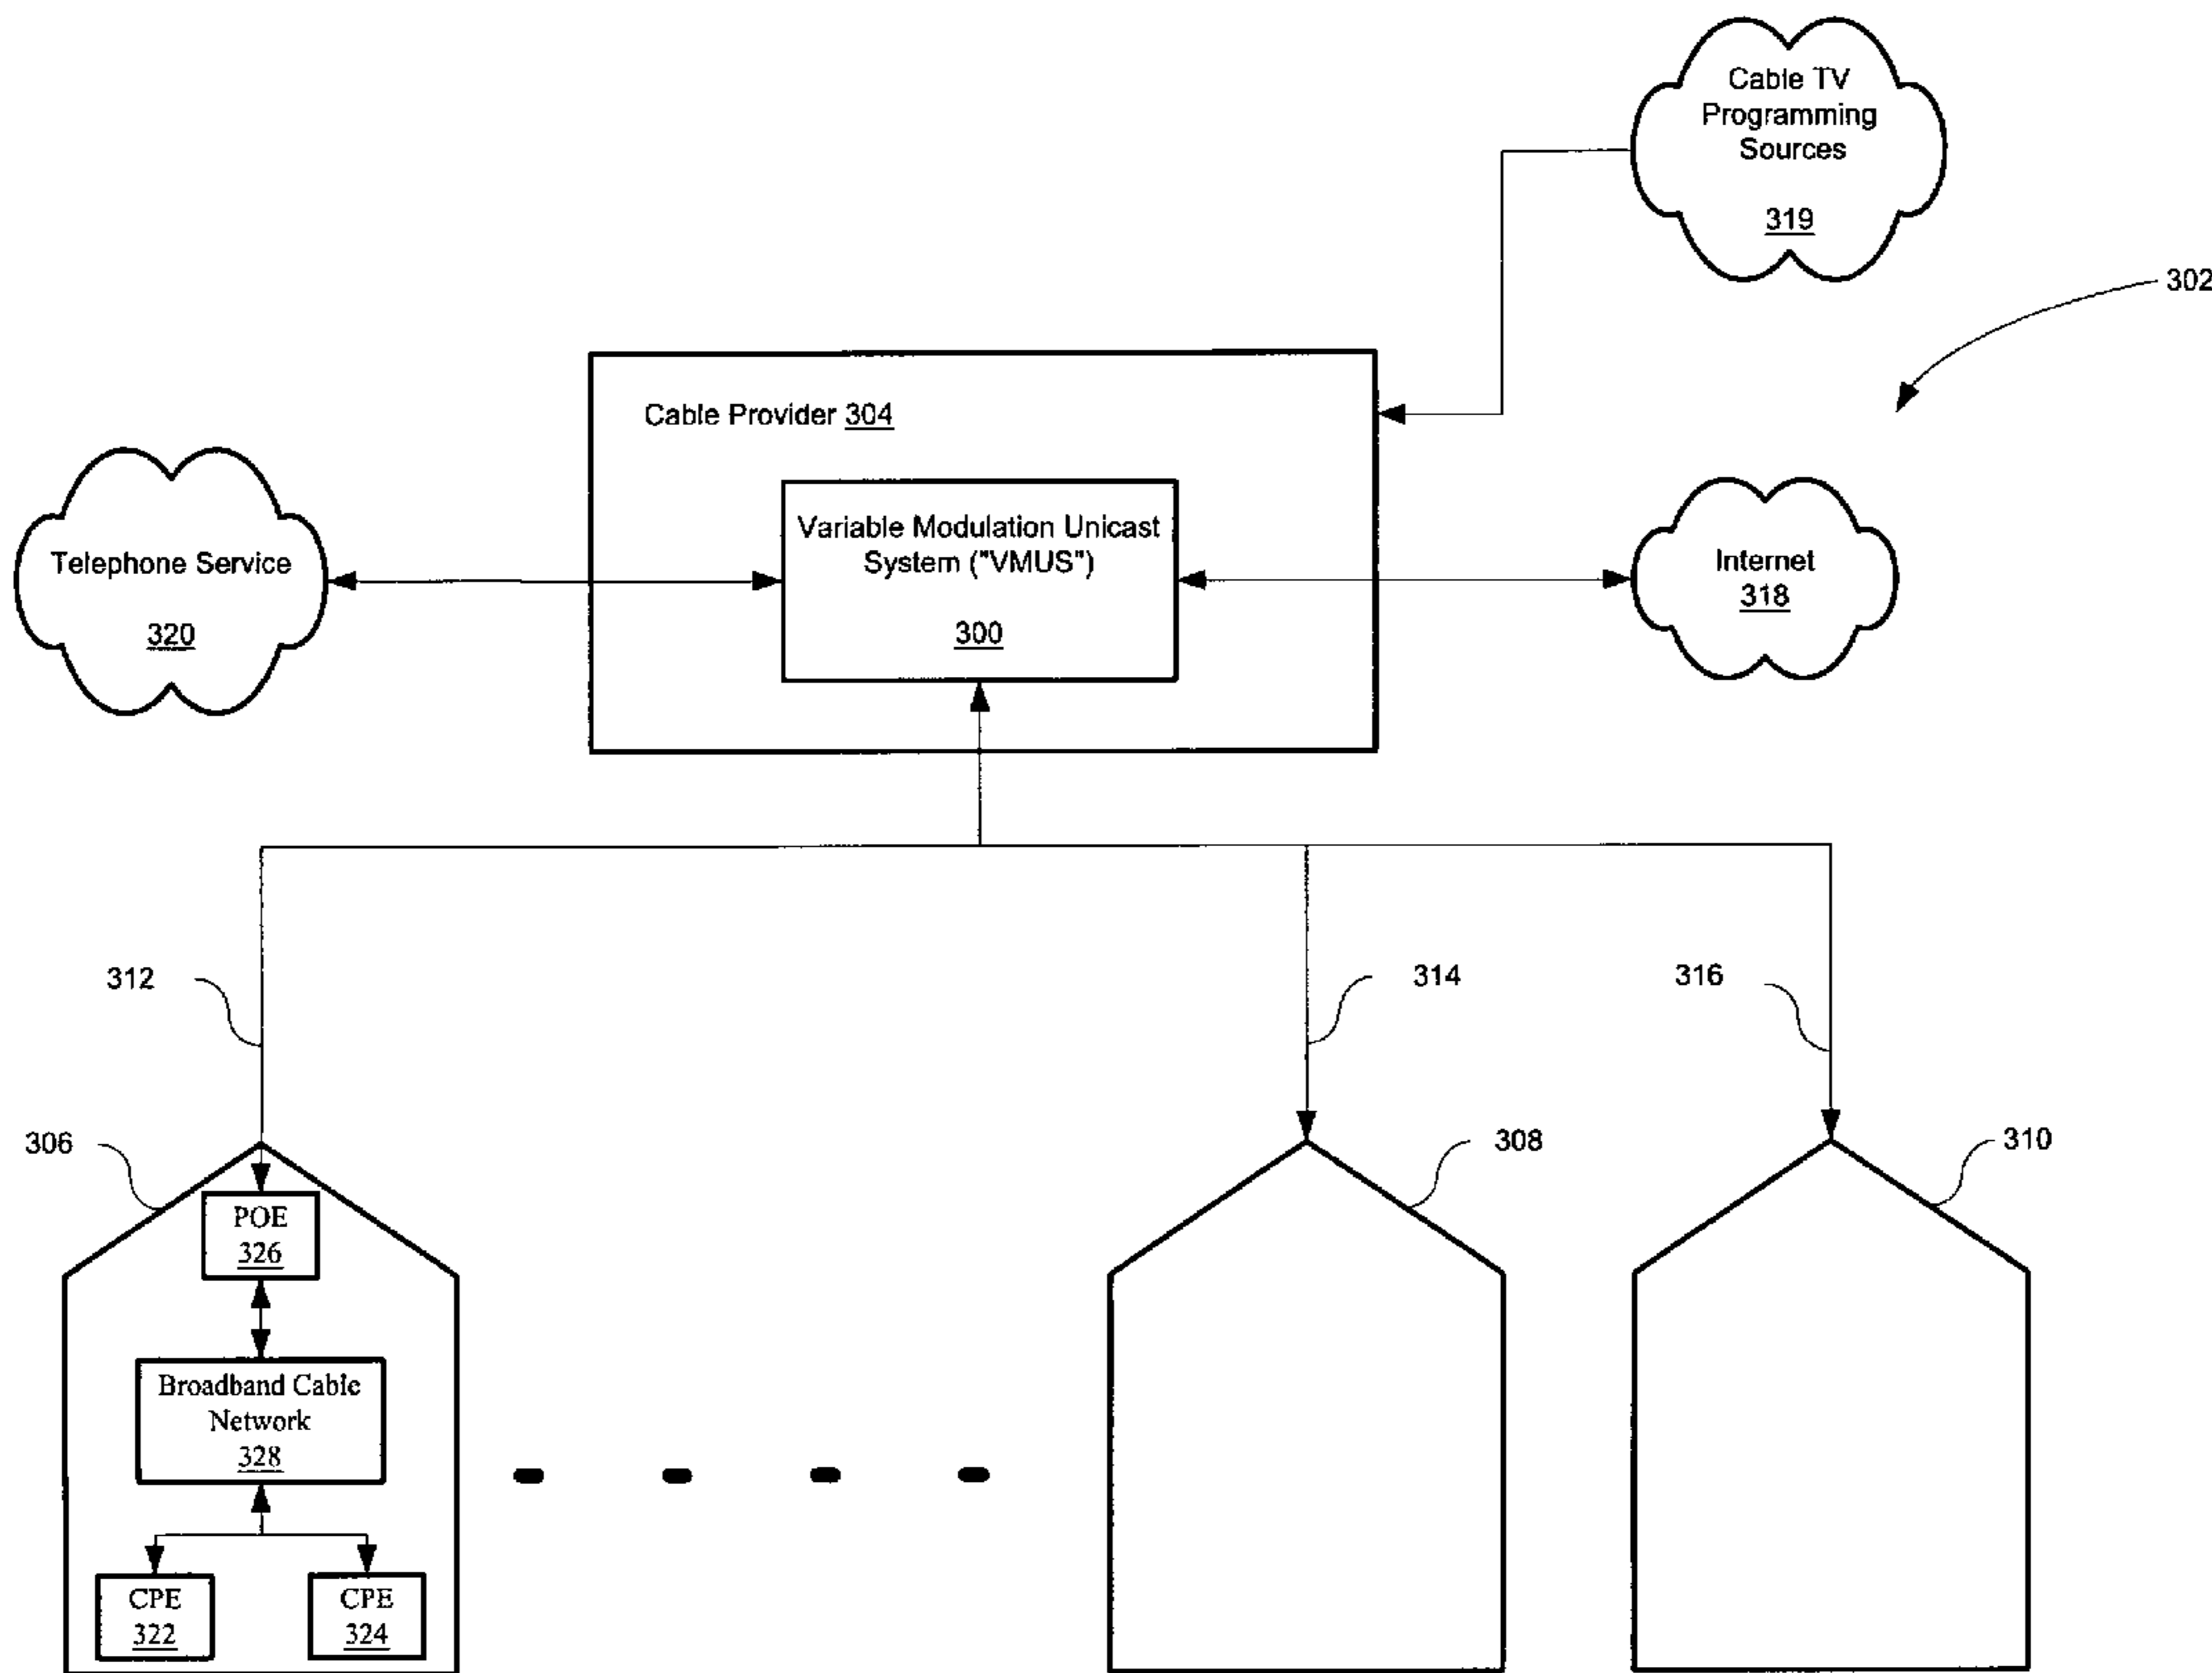 Cable TV
Programming
Sources
319
302
Cable Provider 304
Variable Modulation Unicast
System ("VMUS")
300
Telephone Service
320
Internet
318
312
314
316
306
308
310
POE
326
Broadband Cable
Network
328
CPE
322
CPE
324